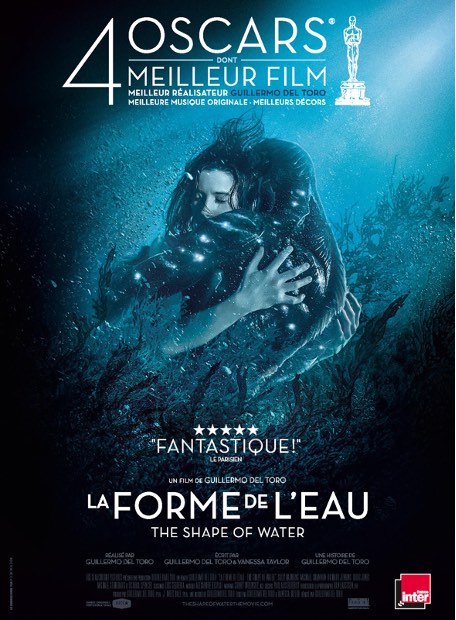 4 OSCARS®
DONT
MEILLEUR FILM
MEILLEUR RÉALISATEUR GUILLERMO DEL TORO
MEILLEURE MUSIQUE ORIGINALE • MEILLEURS DÉCORS
★★★★★
"FANTASTIQUE!"
LE PARISIEN
UN FILM DE GUILLERMO DEL TORO
LA FORME DE L'EAU
THE SHAPE OF WATER
RÉALISÉ PAR
GUILLERMO DEL TORO
ÉCRIT PAR
GUILLERMO DEL TORO & VANESSA TAYLOR
UNE HISTOIRE DE
GUILLERMO DEL TORO
THESHAPEOFWATERTHEMOVIE.COM
france
inter